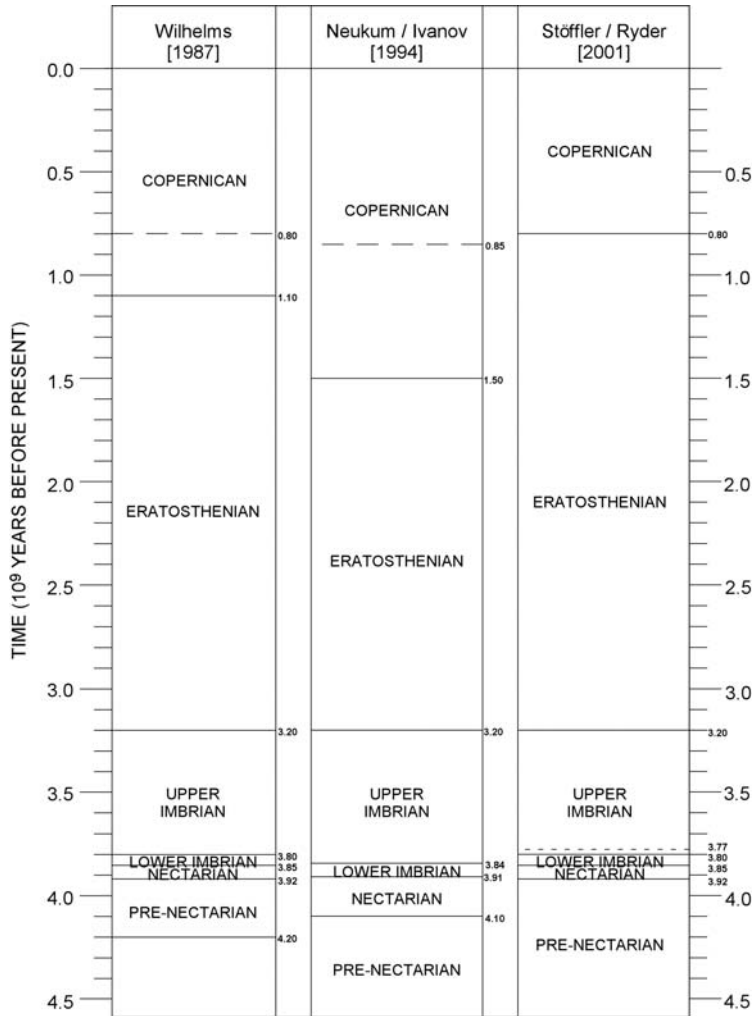 Wilhelms
[1987]
Neukum / Ivanov
[1994]
Stöffler / Ryder
[2001]
TIME (10⁹ YEARS BEFORE PRESENT)
0.0
0.5
1.0
1.5
2.0
2.5
3.0
3.5
4.0
4.5
COPERNICAN
0.80
1.10
ERATOSTHENIAN
3.20
UPPER
IMBRIAN
3.80
LOWER IMBRIAN
3.85
NECTARIAN
3.92
PRE-NECTARIAN
4.20
COPERNICAN
0.85
1.50
ERATOSTHENIAN
3.20
UPPER
IMBRIAN
3.84
LOWER IMBRIAN
3.91
NECTARIAN
4.10
PRE-NECTARIAN
COPERNICAN
0.80
ERATOSTHENIAN
3.20
UPPER
IMBRIAN
3.77
3.80
LOWER IMBRIAN
3.85
NECTARIAN
3.92
PRE-NECTARIAN
0.0
0.5
1.0
1.5
2.0
2.5
3.0
3.5
4.0
4.5